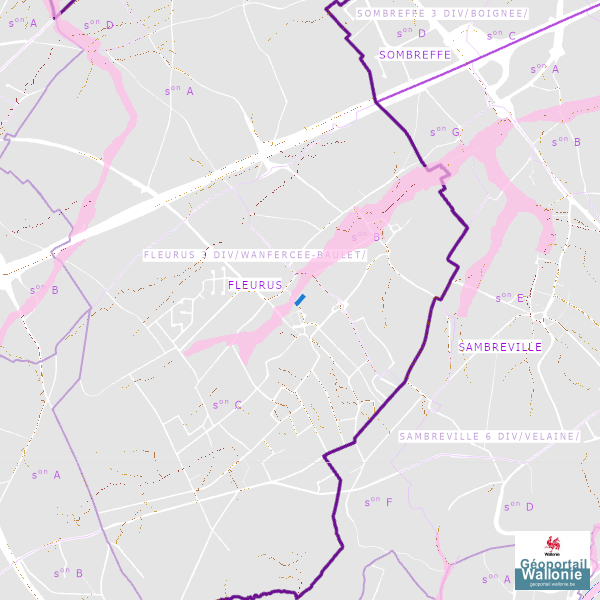 SOMBREFFE 3 DIV/BOIGNEE/
sᵒⁿ A
sᵒⁿ D
sᵒⁿ D
sᵒⁿ C
SOMBREFFE
sᵒⁿ A
sᵒⁿ A
sᵒⁿ G
sᵒⁿ B
sᵒⁿ B
FLEURUS 3 DIV/WANFERCEE-BAULET/
FLEURUS
sᵒⁿ B
sᵒⁿ E
SAMBREVILLE
sᵒⁿ C
SAMBREVILLE 6 DIV/VELAINE/
sᵒⁿ A
sᵒⁿ F
sᵒⁿ D
sᵒⁿ B
sᵒⁿ A
Wallonie
Géoportail
Wallonie
geoportail.wallonie.be